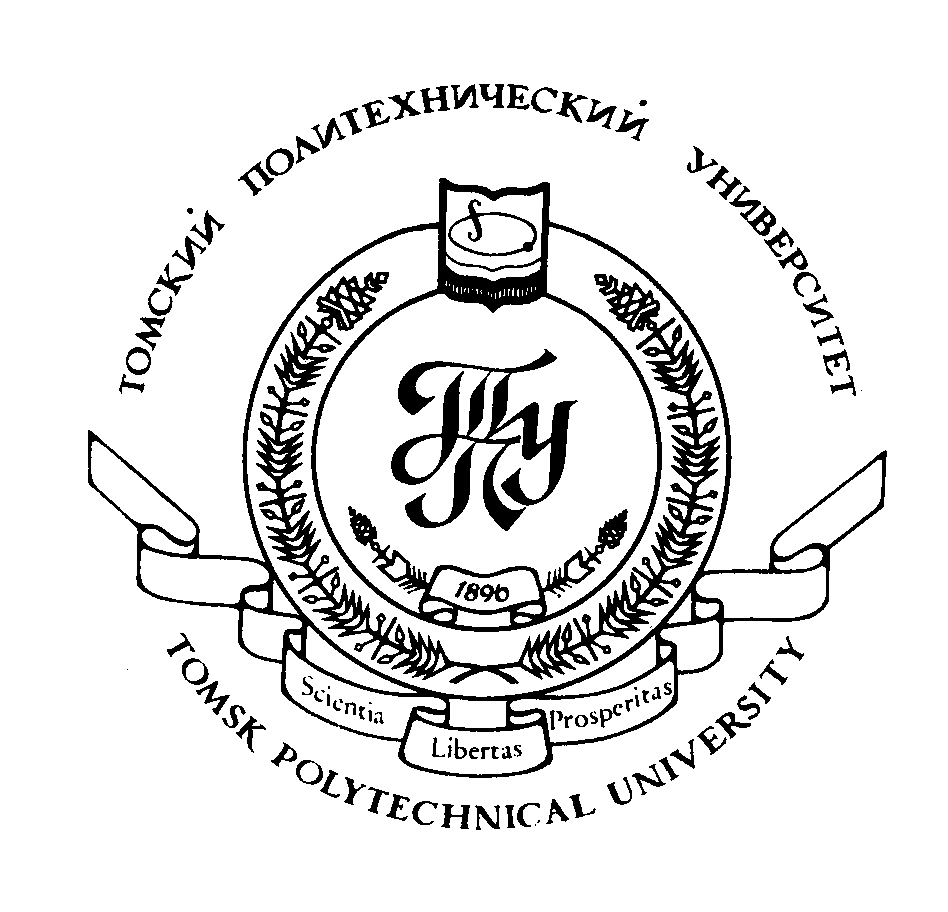 ТОМСКИЙ ПОЛИТЕХНИЧЕСКИЙ УНИВЕРСИТЕТ
ТПУ
1896
Scientia
Libertas
Prosperitas
TOMSK POLYTECHNICAL UNIVERSITY